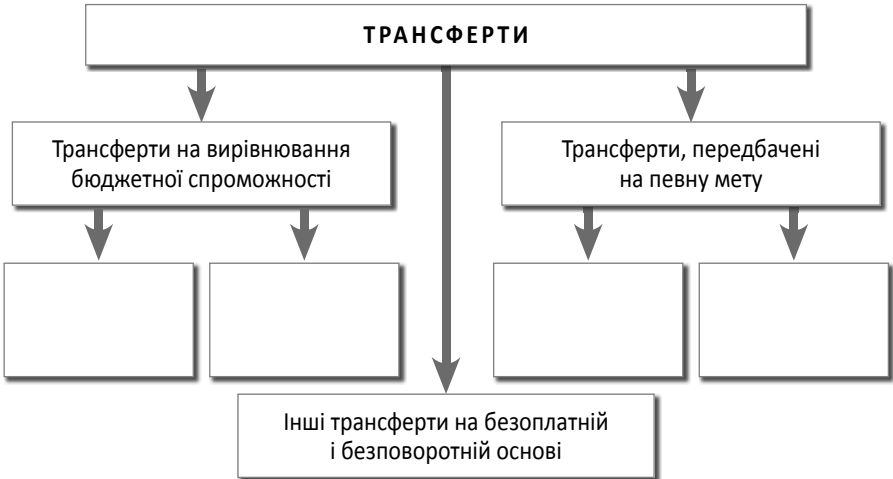 ТРАНСФЕРТИ
Трансферти на вирівнювання
бюджетної спроможності
Трансферти, передбачені
на певну мету
Інші трансферти на безоплатній
і безповоротній основі